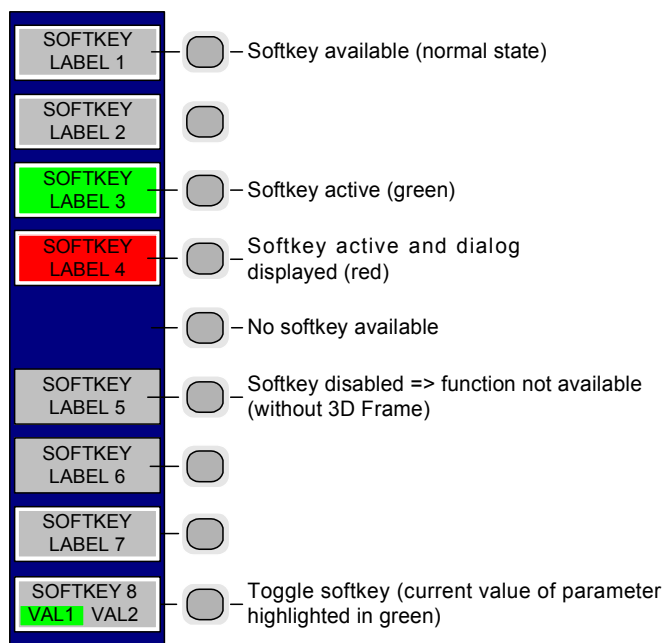 SOFTKEY
LABEL 1
Softkey available (normal state)
SOFTKEY
LABEL 2
SOFTKEY
LABEL 3
Softkey active (green)
SOFTKEY
LABEL 4
Softkey active and dialog
displayed (red)
No softkey available
SOFTKEY
LABEL 5
Softkey disabled => function not available
(without 3D Frame)
SOFTKEY
LABEL 6
SOFTKEY
LABEL 7
SOFTKEY 8
VAL1 VAL2
Toggle softkey (current value of parameter
highlighted in green)